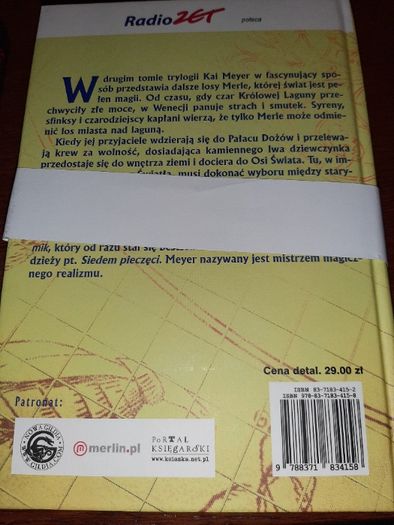 Radio ZET poleca
W drugim tomie trylogii Kai Meyer w fascynujący spo-
sób przedstawia dalsze losy Merle, której świat jest pe-
łen magii. Od czasu, gdy czar Królowej Laguny prze-
chwyciły złe moce, w Wenecji panuje strach i smutek. Syreny,
sfinksy i czarodziejscy kapłani wierzą, że tylko Merle może odmie-
nić los miasta nad laguną.
Kiedy jej przyjaciele wdzierają się do Pałacu Dożów i przelewa-
ją krew za wolność, dosiadająca kamiennego lwa dziewczynka
przedostaje się do wnętrza ziemi i dociera do Osi Świata. Tu, w im-
Światła, musi dokonać wyboru między stary-
mik, który od razu stał się
dzieży pt. Siedem pieczęci. Meyer nazywany jest mistrzem magicz-
nego realizmu.
Cena detal. 29.00 zł
ISBN 83-7183-415-2
ISBN 978-83-7183-415-8
9 788371 834158
Patronat:
NOWAGILDIA
GILDIA.COM
merlin.pl
PORTAL
KSIĘGARSKI
www.ksiazka.net.pl